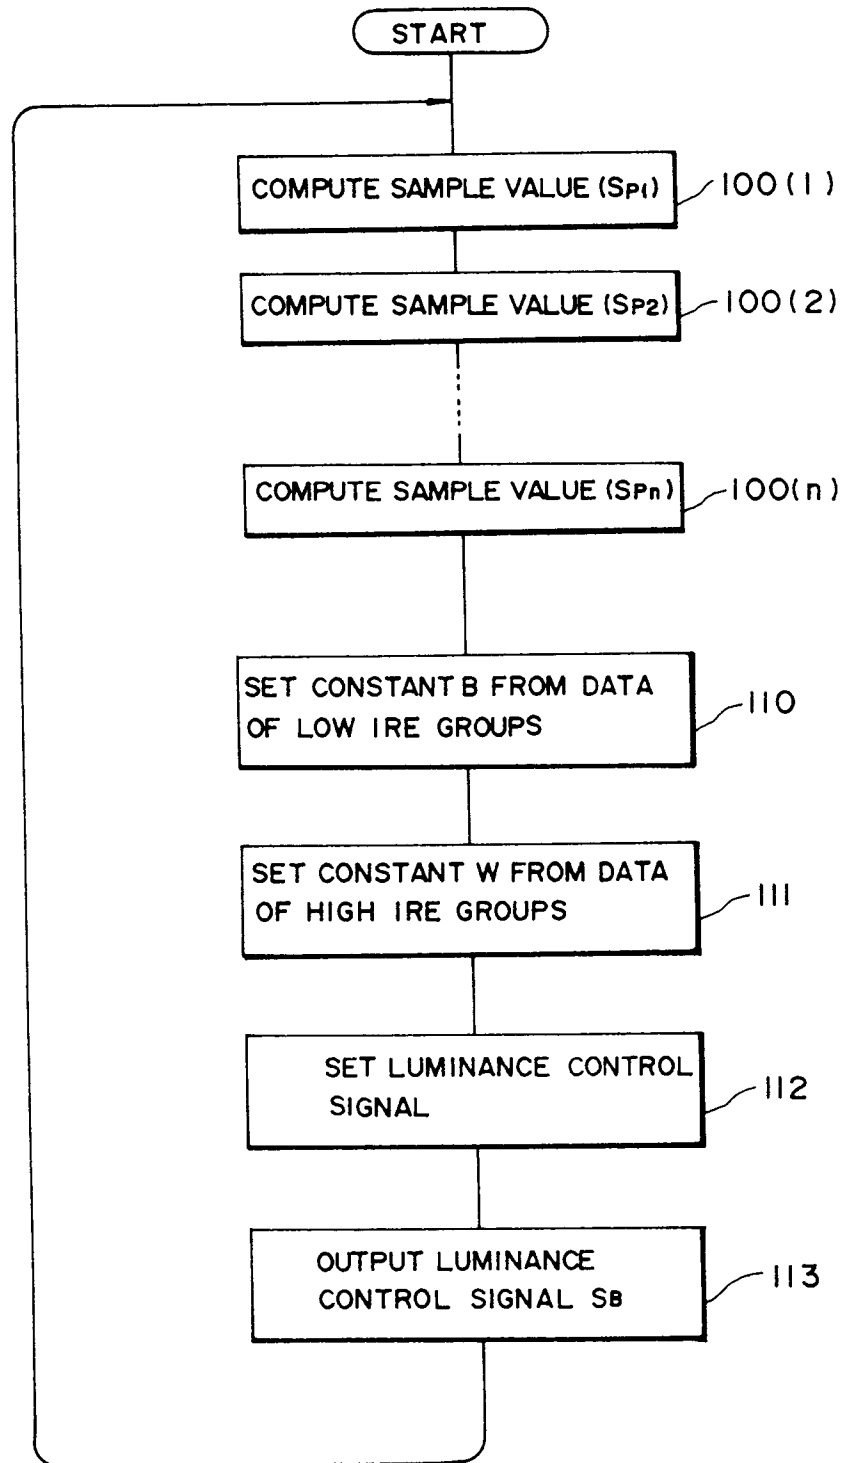 START
COMPUTE SAMPLE VALUE (SP1) 100(1)
COMPUTE SAMPLE VALUE (SP2) 100(2)
COMPUTE SAMPLE VALUE (SPn) 100(n)
SET CONSTANT B FROM DATA
OF LOW IRE GROUPS
110
SET CONSTANT W FROM DATA
OF HIGH IRE GROUPS
111
SET LUMINANCE CONTROL
SIGNAL
112
OUTPUT LUMINANCE
CONTROL SIGNAL SB
113